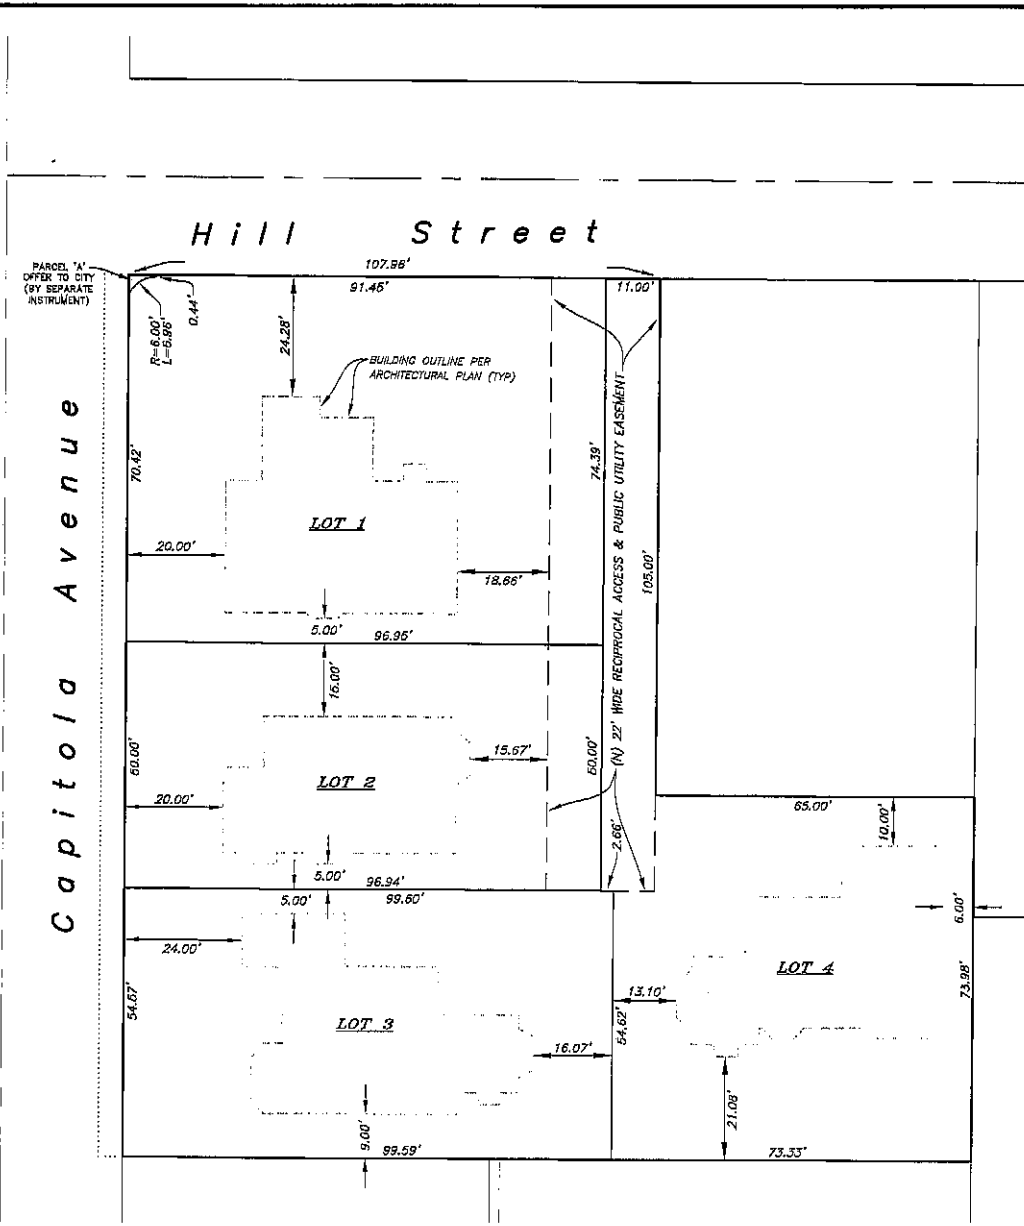 Hill Street
PARCEL 'A'
OFFER TO CITY
(BY SEPARATE
INSTRUMENT)
107.96'
91.45'
11.00'
R=6.00'
L=5.96'
0.44'
24.28'
BUILDING OUTLINE PER
ARCHITECTURAL PLAN (TYP)
Capitola Avenue
70.42'
74.39'
(N) 22' WIDE RECIPROCAL ACCESS & PUBLIC UTILITY EASEMENT
105.00'
LOT 1
20.00'
18.66'
5.00'
96.95'
15.00'
50.00'
15.67'
50.00'
LOT 2
20.00'
65.00'
10.00'
2.66'
5.00'
96.94'
5.00'
99.60'
6.00'
24.00'
LOT 4
54.67'
13.10'
73.98'
LOT 3
54.62'
16.07'
21.08'
9.00'
99.59'
73.33'